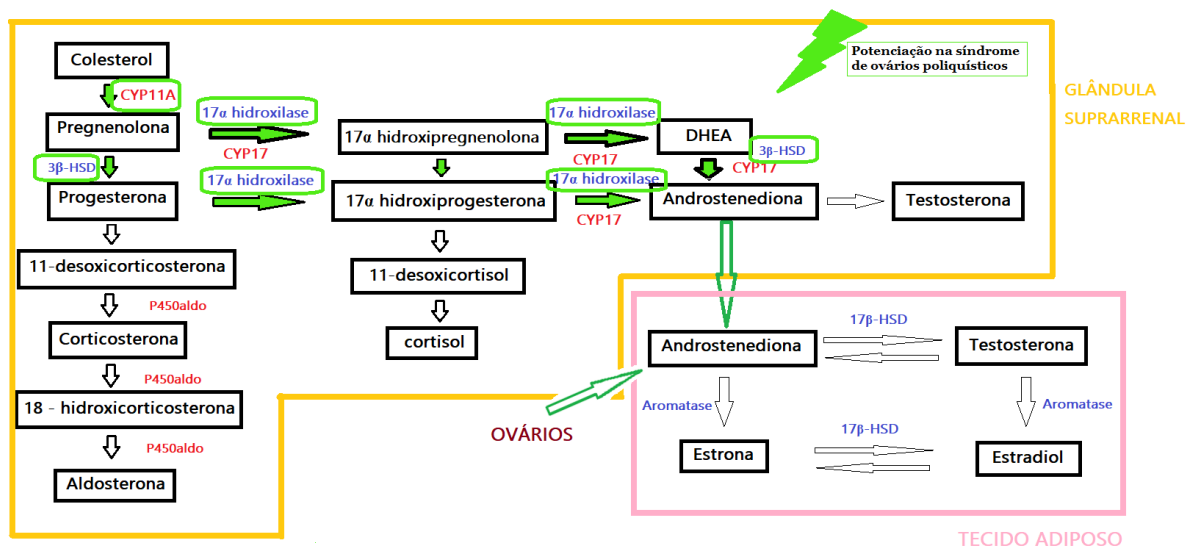 Potenciação na síndrome
de ovários poliquísticos
GLÂNDULA
SUPRARRENAL
Colesterol
CYP11A
Pregnenolona
17α hidroxilase
CYP17
17α hidroxipregnenolona
17α hidroxilase
CYP17
DHEA
3β-HSD
CYP17
3β-HSD
Progesterona
17α hidroxilase
17α hidroxiprogesterona
17α hidroxilase
CYP17
Androstenediona
Testosterona
11-desoxicorticosterona
11-desoxicortisol
P450aldo
Corticosterona
cortisol
P450aldo
18 - hidroxicorticosterona
P450aldo
Aldosterona
OVÁRIOS
Androstenediona
17β-HSD
Testosterona
Aromatase
Aromatase
Estrona
17β-HSD
Estradiol
TECIDO ADIPOSO